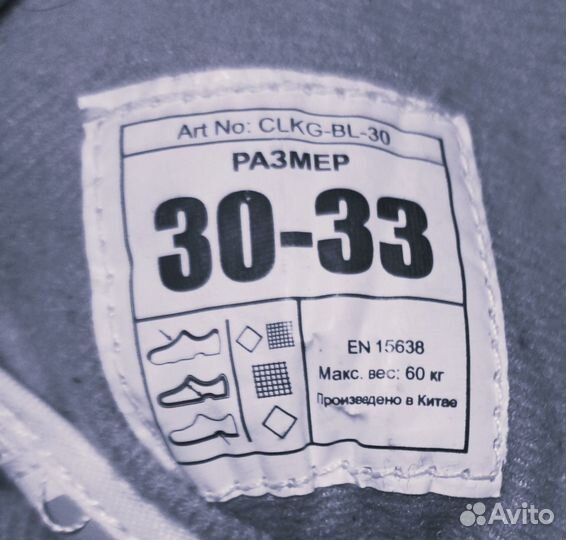 Art No: CLKG-BL-30
РАЗМЕР
30-33
EN 15638
Макс. вес: 60 кг
Произведено в Китае
Avito